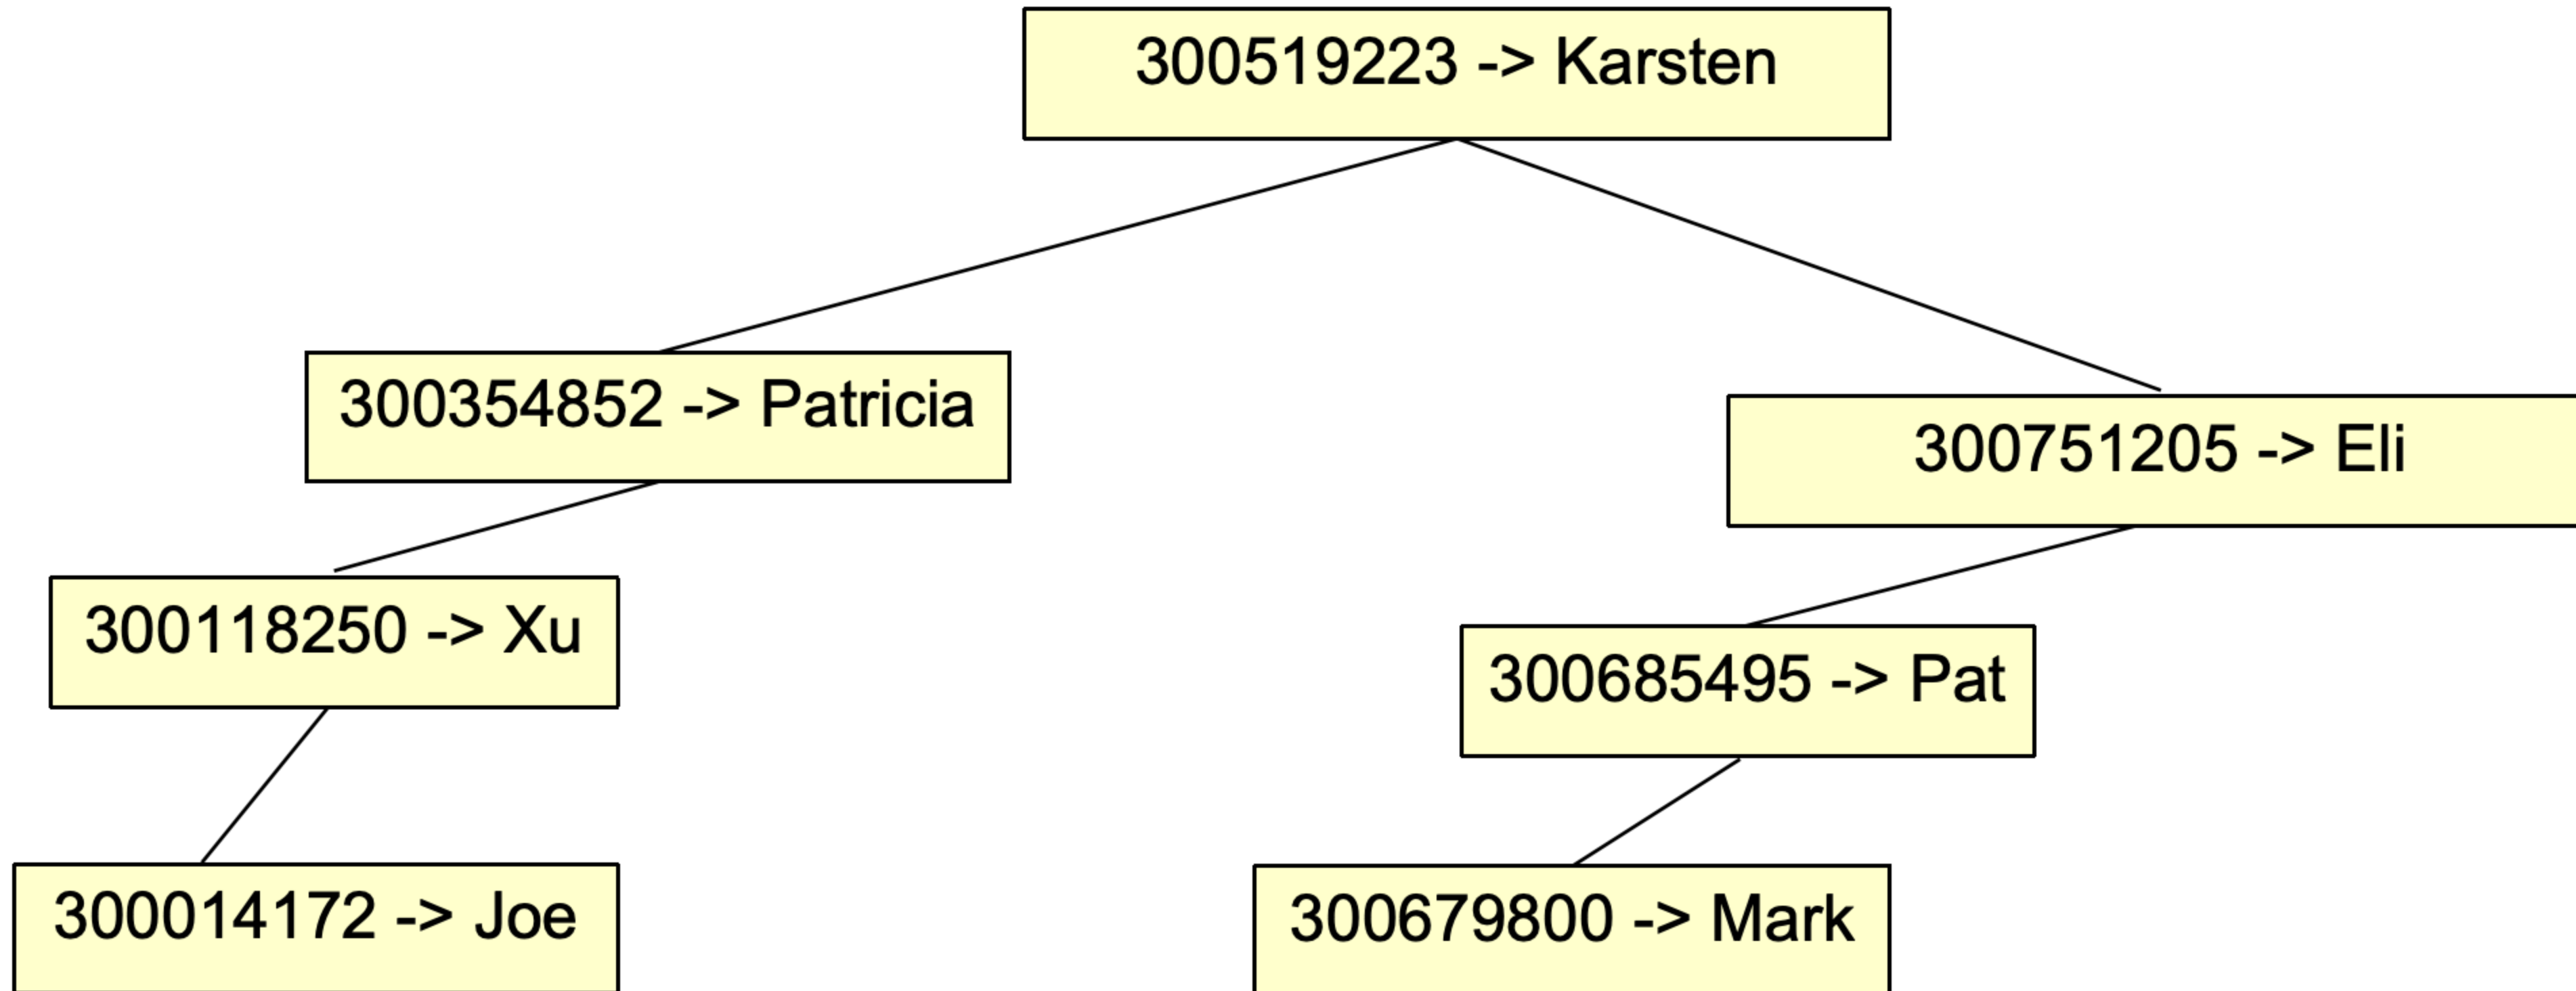 300519223 -> Karsten
300354852 -> Patricia
300751205 -> Eli
300118250 -> Xu
300685495 -> Pat
300014172 -> Joe
300679800 -> Mark